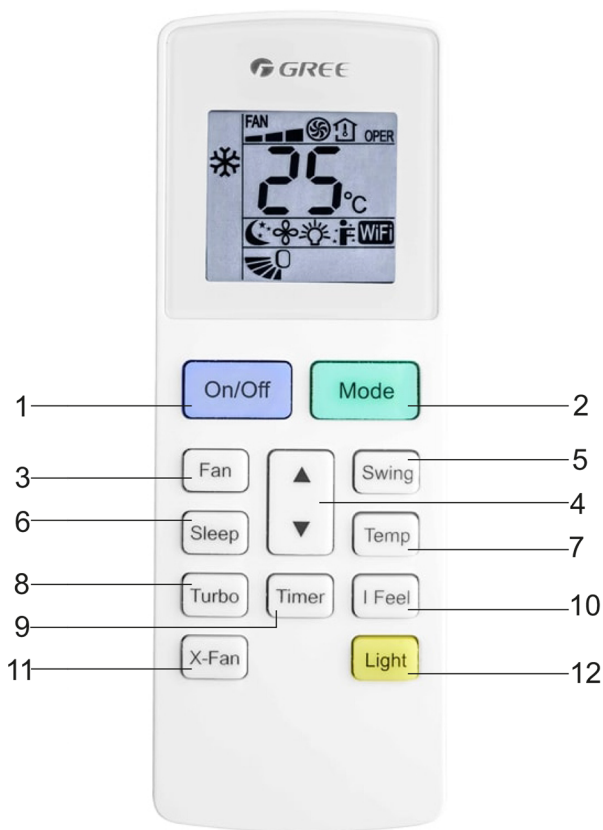 GREE
FAN
OPER
25°C
WiFi
On/Off Mode
1 2
Fan Swing 5
3 4
6 Sleep Temp
7
8 Turbo Timer I Feel
9 10
11 X-Fan Light 12